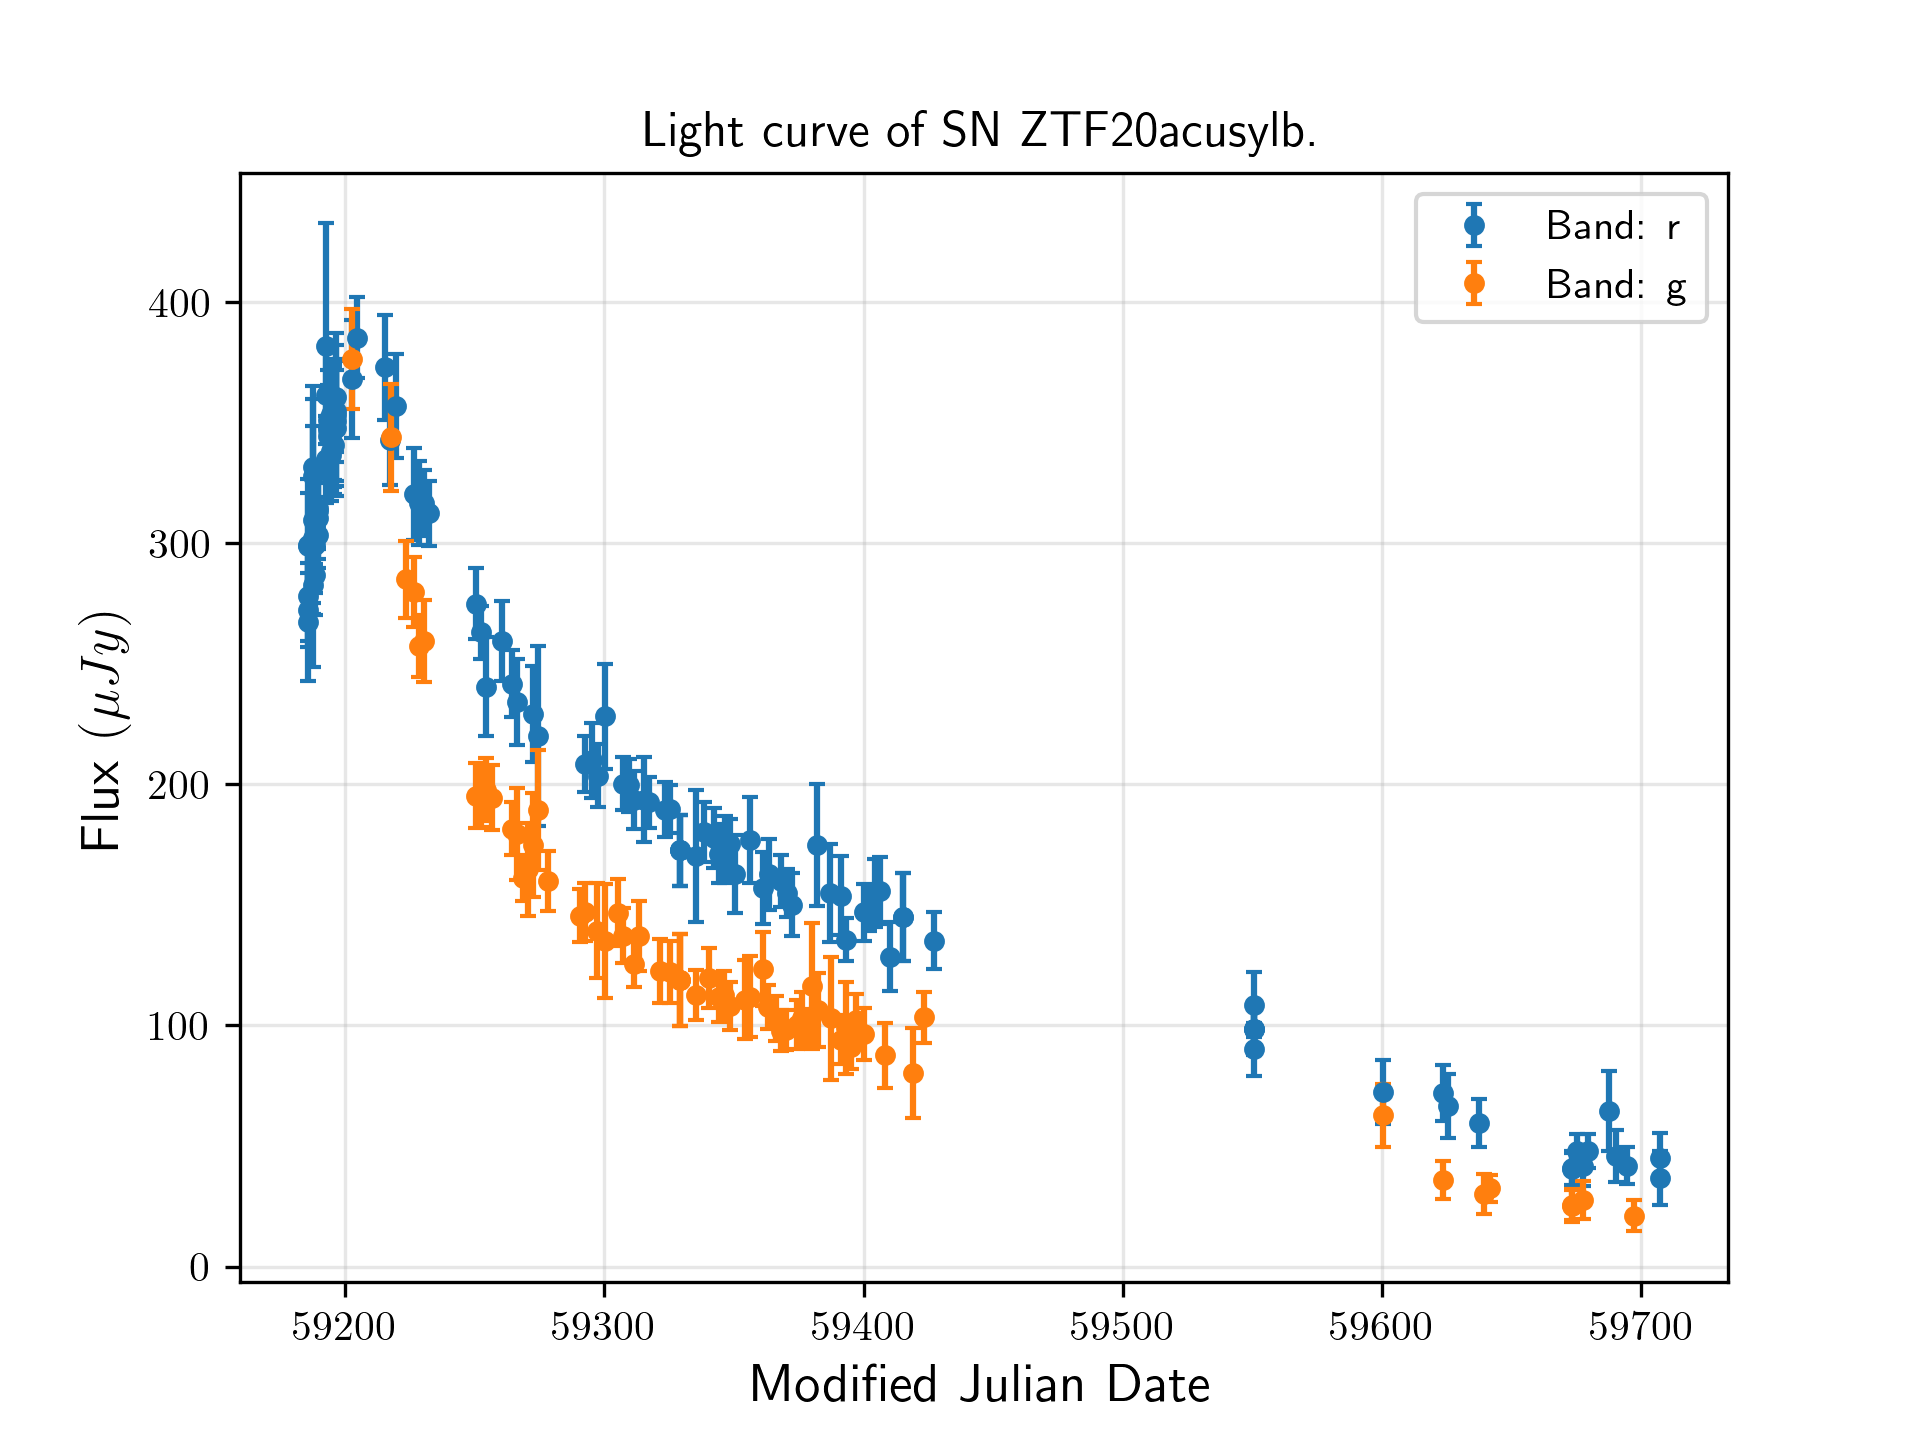 Light curve of SN ZTF20acusylb.
Band: r
Band: g
400
300
200
100
0
Flux (μJy)
59200 59300 59400 59500 59600 59700
Modified Julian Date